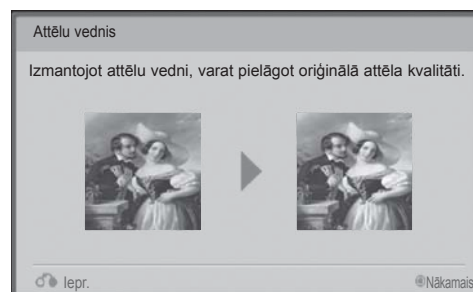 Attēlu vednis
Izmantojot attēlu vedni, varat pielāgot oriģinālā attēla kvalitāti.
Iepr.
Nākamais